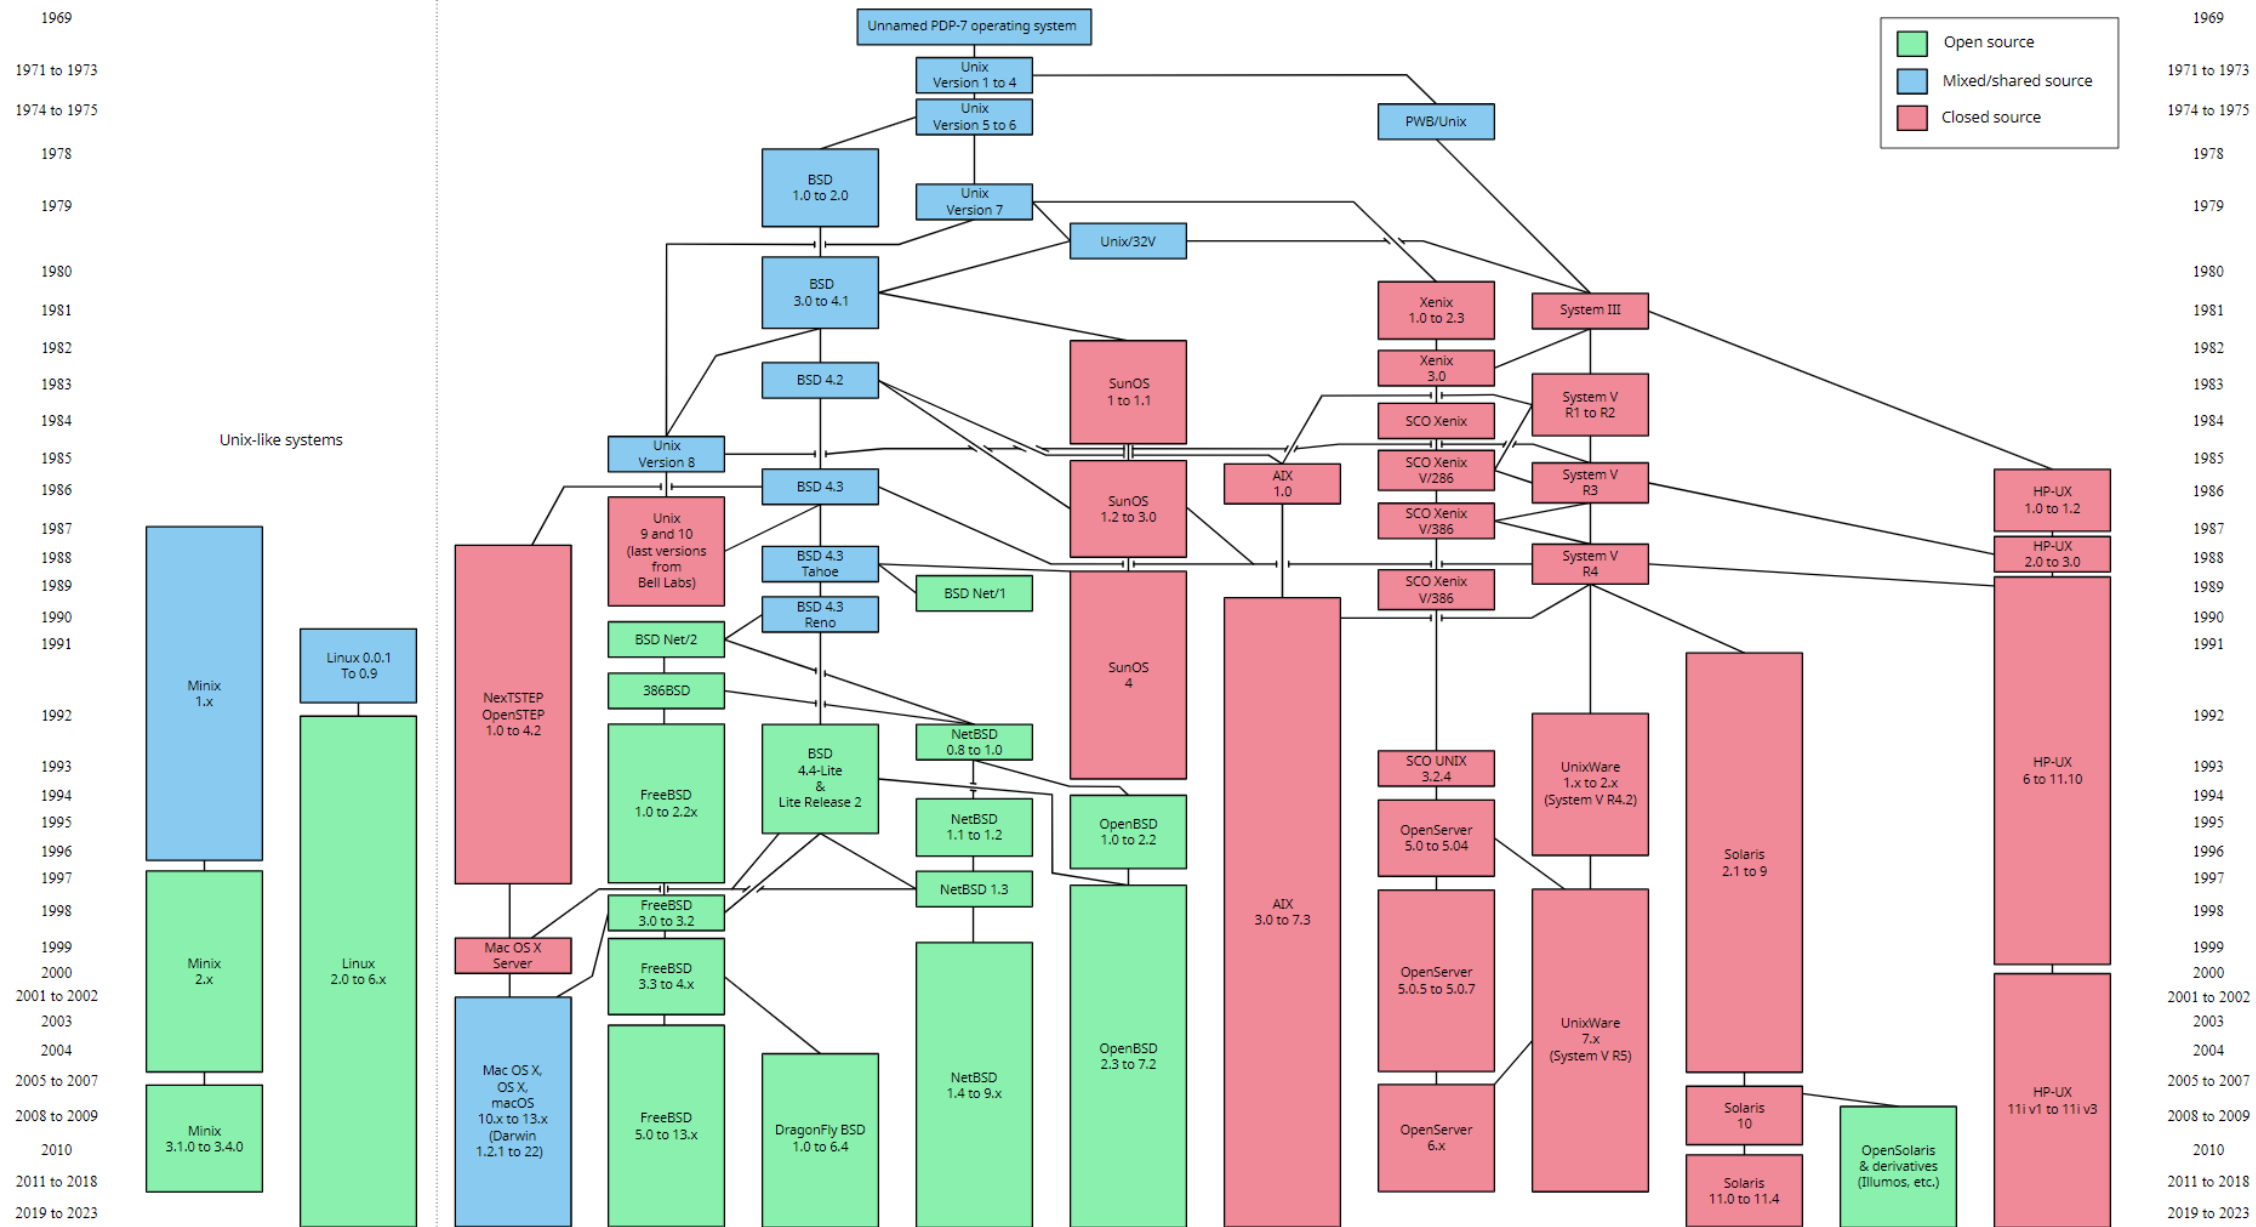 1969
1971 to 1973
1974 to 1975
1978
1979
1980
1981
1982
1983
1984
1985
1986
1987
1988
1989
1990
1991
1992
1993
1994
1995
1996
1997
1998
1999
2000
2001 to 2002
2003
2004
2005 to 2007
2008 to 2009
2010
2011 to 2018
2019 to 2023
Unix-like systems
Minix
1.x
Minix
2.x
Minix
3.1.0 to 3.4.0
Linux 0.0.1
To 0.9
Linux
2.0 to 6.x
NexTSTEP
OpenSTEP
1.0 to 4.2
Mac OS X
Server
Mac OS X,
OS X,
macOS
10.x to 13.x
(Darwin
1.2.1 to 22)
Unix
Version 8
Unix
9 and 10
(last versions
from
Bell Labs)
BSD Net/2
386BSD
FreeBSD
1.0 to 2.2x
FreeBSD
3.0 to 3.2
FreeBSD
3.3 to 4.x
FreeBSD
5.0 to 13.x
BSD
1.0 to 2.0
BSD
3.0 to 4.1
BSD 4.2
BSD 4.3
BSD 4.3
Tahoe
BSD 4.3
Reno
BSD
4.4-Lite
&
Lite Release 2
DragonFly BSD
1.0 to 6.4
Unnamed PDP-7 operating system
Unix
Version 1 to 4
Unix
Version 5 to 6
Unix
Version 7
BSD Net/1
NetBSD
0.8 to 1.0
NetBSD
1.1 to 1.2
NetBSD 1.3
NetBSD
1.4 to 9.x
Unix/32V
SunOS
1 to 1.1
SunOS
1.2 to 3.0
SunOS
4
OpenBSD
1.0 to 2.2
OpenBSD
2.3 to 7.2
AIX
1.0
AIX
3.0 to 7.3
PWB/Unix
Xenix
1.0 to 2.3
Xenix
3.0
SCO Xenix
SCO Xenix
V/286
SCO Xenix
V/386
SCO Xenix
V/386
SCO UNIX
3.2.4
OpenServer
5.0 to 5.04
OpenServer
5.0.5 to 5.0.7
OpenServer
6.x
System III
System V
R1 to R2
System V
R3
System V
R4
UnixWare
1.x to 2.x
(System V R4.2)
UnixWare
7.x
(System V R5)
Solaris
2.1 to 9
Solaris
10
Solaris
11.0 to 11.4
OpenSolaris
& derivatives
(Illumos, etc.)
HP-UX
1.0 to 1.2
HP-UX
2.0 to 3.0
HP-UX
6 to 11.10
HP-UX
11i v1 to 11i v3
Open source
Mixed/shared source
Closed source
1969
1971 to 1973
1974 to 1975
1978
1979
1980
1981
1982
1983
1984
1985
1986
1987
1988
1989
1990
1991
1992
1993
1994
1995
1996
1997
1998
1999
2000
2001 to 2002
2003
2004
2005 to 2007
2008 to 2009
2010
2011 to 2018
2019 to 2023